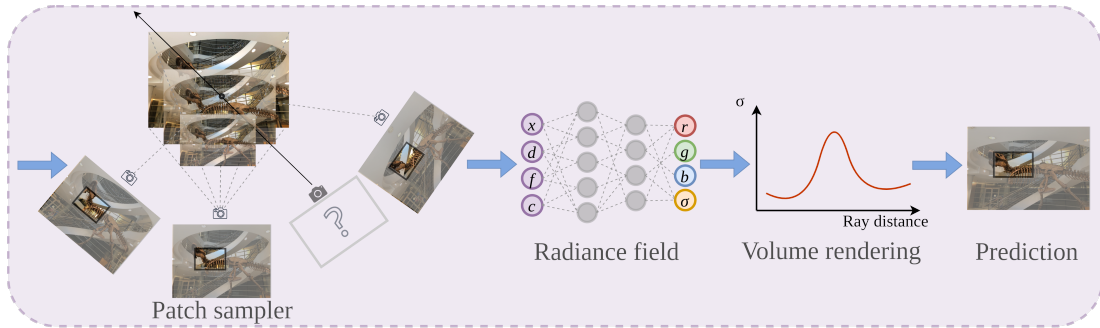 ?
x
d
f
c
r
g
b
σ
σ
Ray distance
Patch sampler
Radiance field
Volume rendering
Prediction